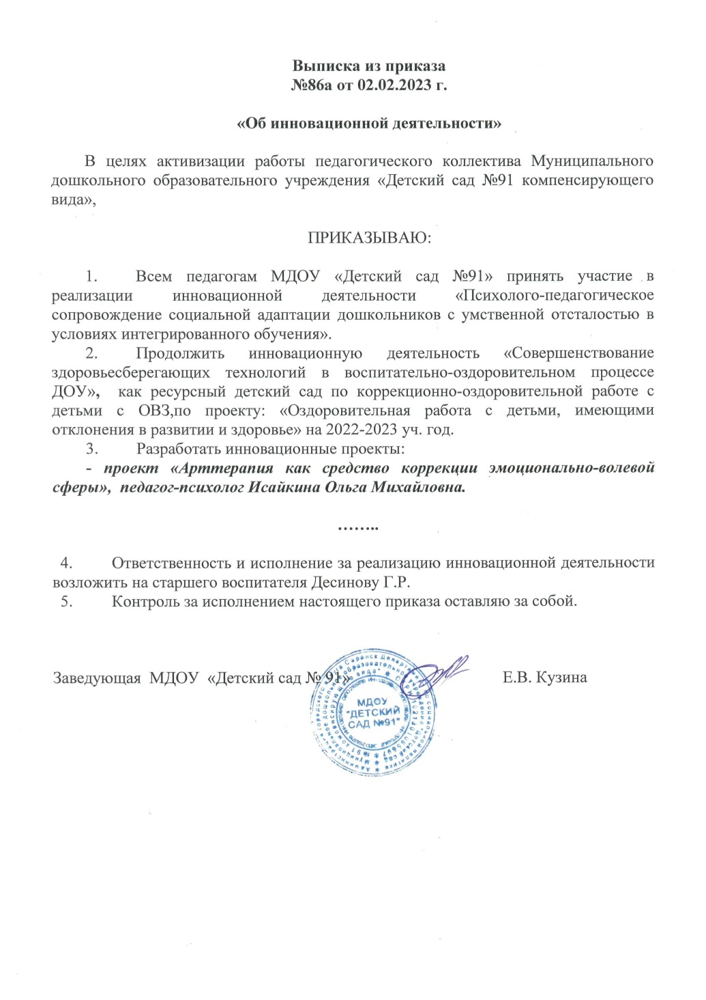 Выписка из приказа
№86а от 02.02.2023 г.
«Об инновационной деятельности»
В целях активизации работы педагогического коллектива Муниципального
дошкольного образовательного учреждения «Детский сад №91 компенсирующего
вида»,
ПРИКАЗЫВАЮ:
1. Всем педагогам МДОУ «Детский сад №91» принять участие в
реализации инновационной деятельности «Психолого-педагогическое
сопровождение социальной адаптации дошкольников с умственной отсталостью в
условиях интегрированного обучения».
2. Продолжить инновационную деятельность «Совершенствование
здоровьесберегающих технологий в воспитательно-оздоровительном процессе
ДОУ», как ресурсный детский сад по коррекционно-оздоровительной работе с
детьми с ОВЗ,по проекту: «Оздоровительная работа с детьми, имеющими
отклонения в развитии и здоровье» на 2022-2023 уч. год.
3. Разработать инновационные проекты:
- проект «Арттерапия как средство коррекции эмоционально-волевой
сферы», педагог-психолог Исайкина Ольга Михайловна.
……..
4. Ответственность и исполнение за реализацию инновационной деятельности
возложить на старшего воспитателя Десинову Г.Р.
5. Контроль за исполнением настоящего приказа оставляю за собой.
Заведующая МДОУ «Детский сад № 91» Е.В. Кузина
МДОУ
"ДЕТСКИЙ
САД №91"